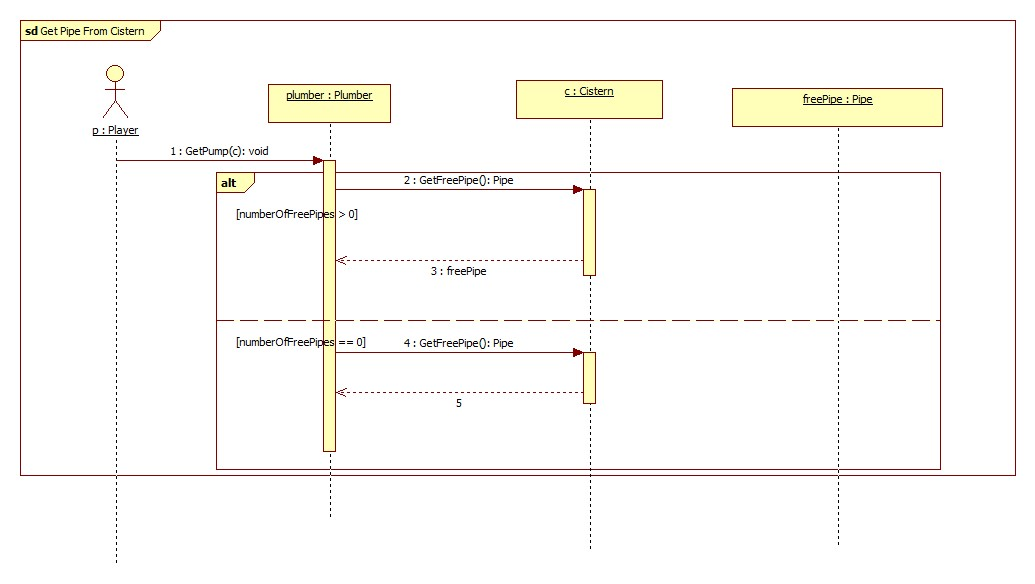 sd Get Pipe From Cistern
p : Player
plumber : Plumber
c : Cistern
freePipe : Pipe
1 : GetPump(c): void
alt
2 : GetFreePipe(): Pipe
[numberOfFreePipes > 0]
3 : freePipe
[numberOfFreePipes == 0]
4 : GetFreePipe(): Pipe
5